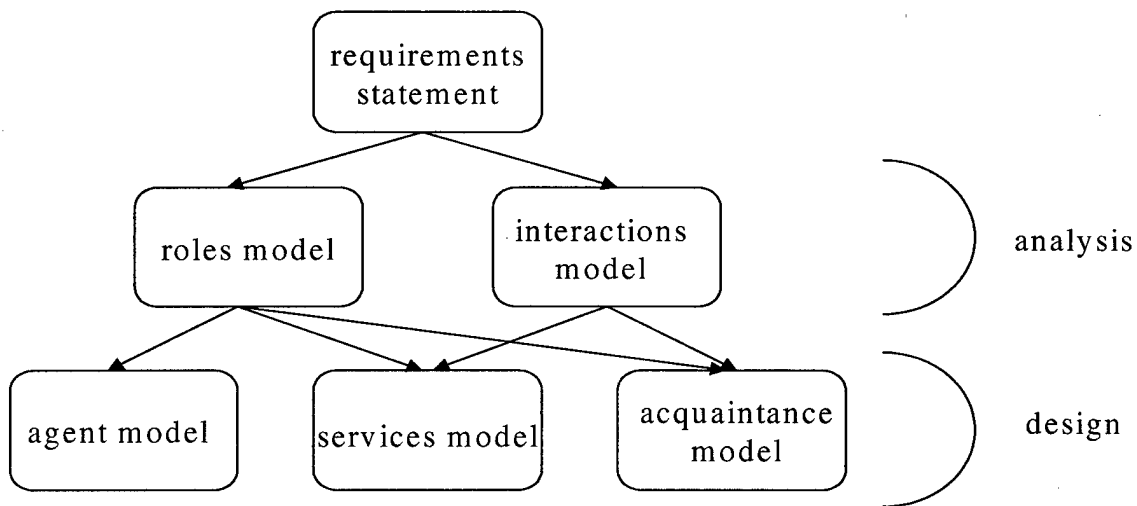 requirements
statement
roles model
interactions
model
analysis
agent model
services model
acquaintance
model
design